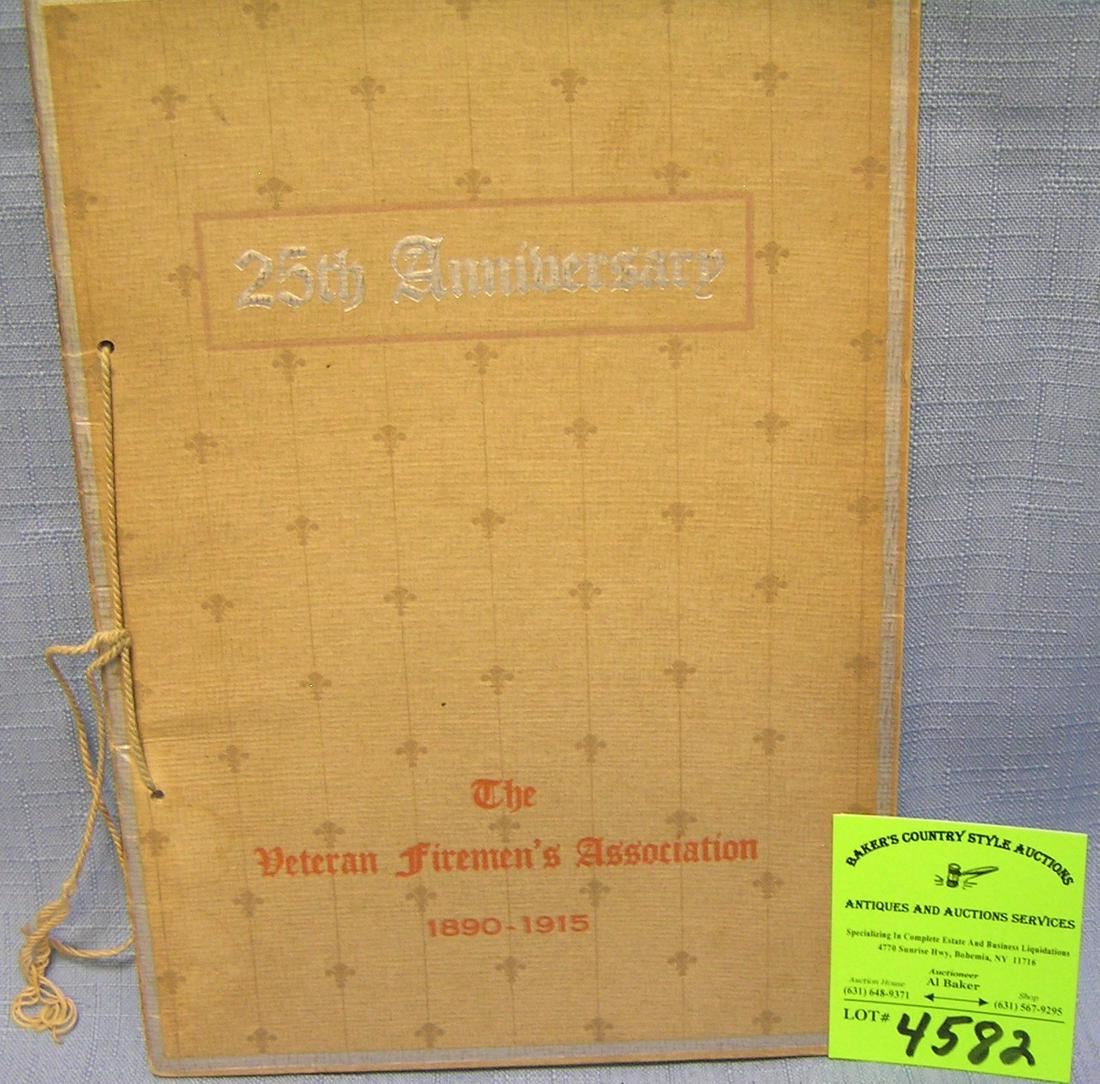 25th Anniversary
The
Veteran Firemen's Association
1890-1915
BAKER'S COUNTRY STYLE AUCTIONS
ANTIQUES AND AUCTIONS SERVICES
Specializing In Complete Estate And Business Liquidations
4770 Sunrise Hwy, Bohemia, NY 11716
Auctioneer
Auction House Al Baker Shop
(631) 648-9371 (631) 567-9295
LOT# 4582